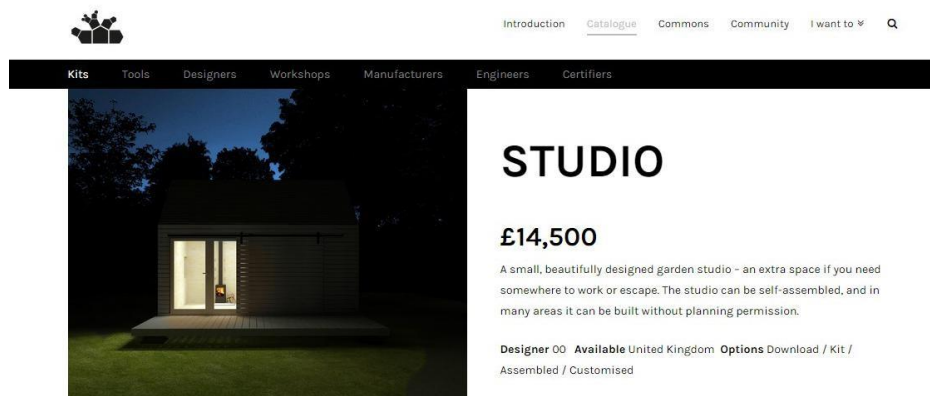 Introduction Catalogue Commons Community I want to
Kits Tools Designers Workshops Manufacturers Engineers Certifiers
STUDIO
£14,500
A small, beautifully designed garden studio – an extra space if you need
somewhere to work or escape. The studio can be self-assembled, and in
many areas it can be built without planning permission.
Designer 00 Available United Kingdom Options Download / Kit /
Assembled / Customised